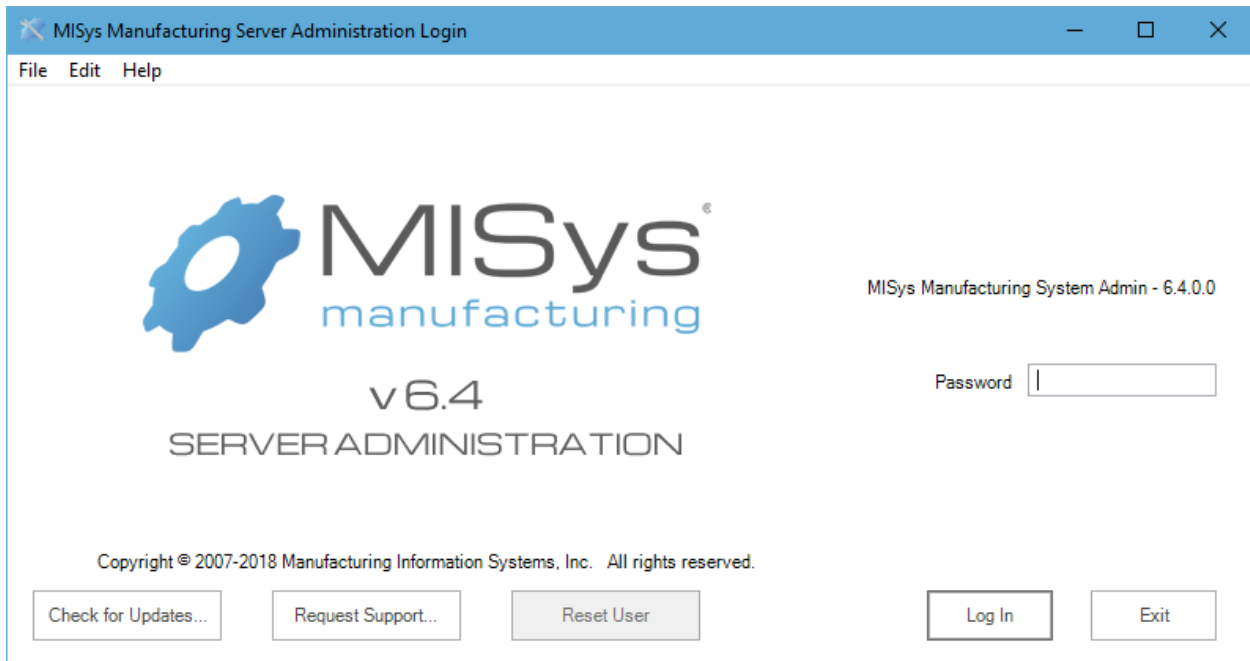 MISys Manufacturing Server Administration Login
File Edit Help
MISys
manufacturing
v 6.4
SERVER ADMINISTRATION
MISys Manufacturing System Admin - 6.4.0.0
Password
Copyright © 2007-2018 Manufacturing Information Systems, Inc. All rights reserved.
Check for Updates... Request Support... Reset User Log In Exit